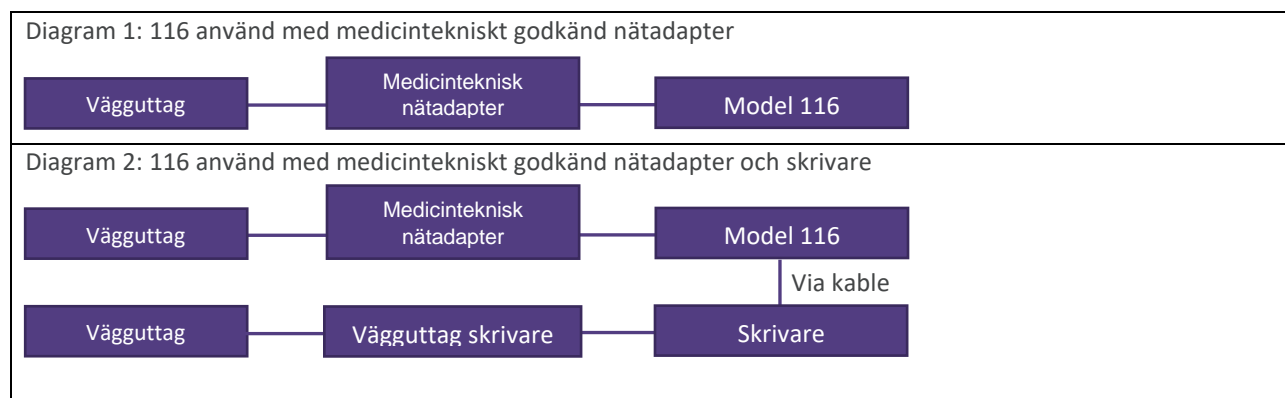 Diagram 1: 116 använd med medicintekniskt godkänd nätadapter
Vägguttag
Medicinteknisk
nätadapter
Model 116
Diagram 2: 116 använd med medicintekniskt godkänd nätadapter och skrivare
Vägguttag
Medicinteknisk
nätadapter
Model 116
Via kable
Vägguttag
Vägguttag skrivare
Skrivare